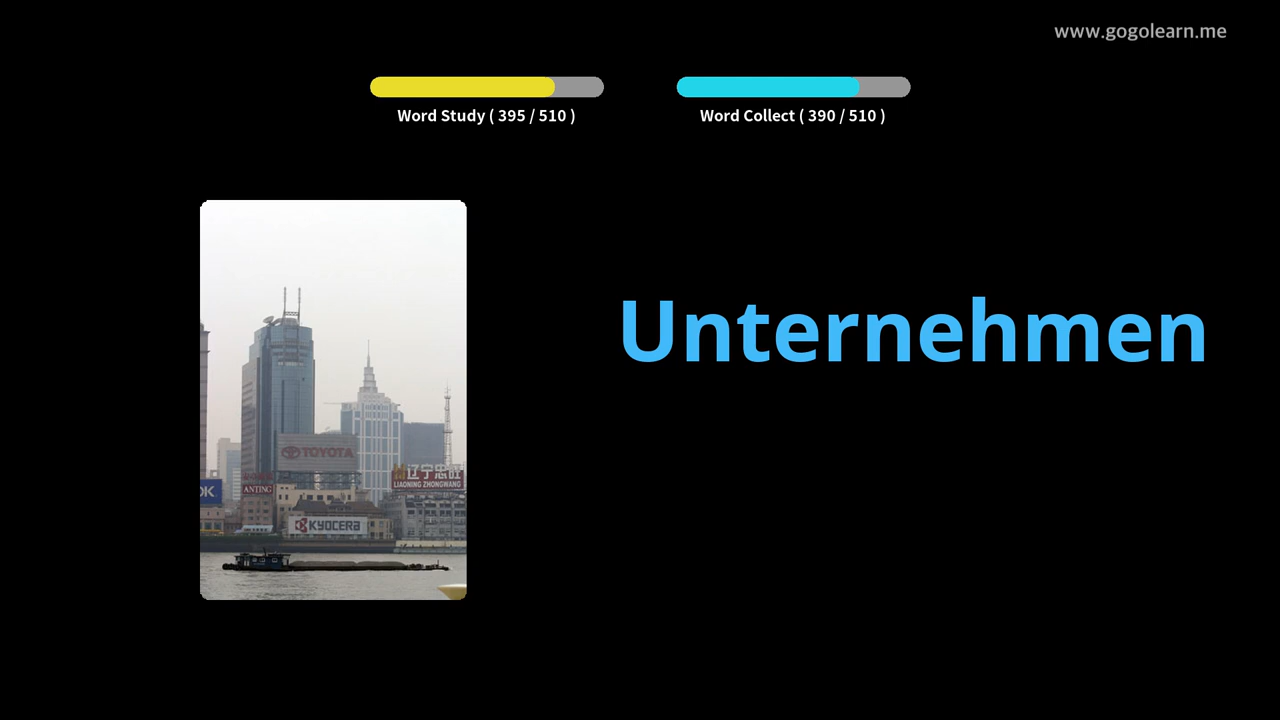 www.gogolearn.me
Word Study ( 395 / 510 )
Word Collect ( 390 / 510 )
Unternehmen
TOYOTA
辽宁忠旺
LIAONING ZHONGWANG
OK
ANTING
KYOCERA